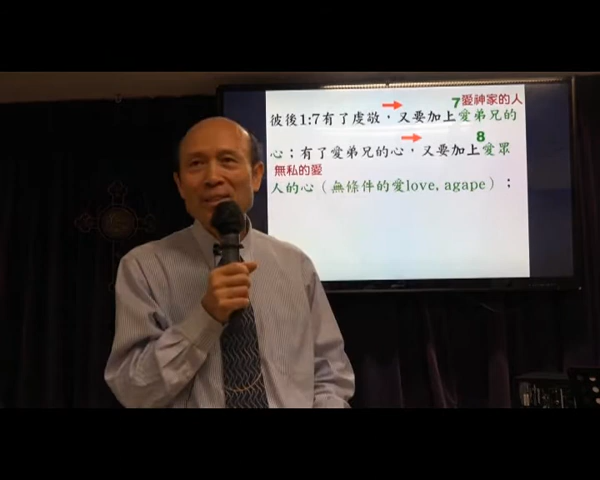 7愛神家的人
彼後1:7有了虔敬，又要加上愛弟兄的
8
心；有了愛弟兄的心，又要加上愛眾
無私的愛
人的心（無條件的愛love, agape）；